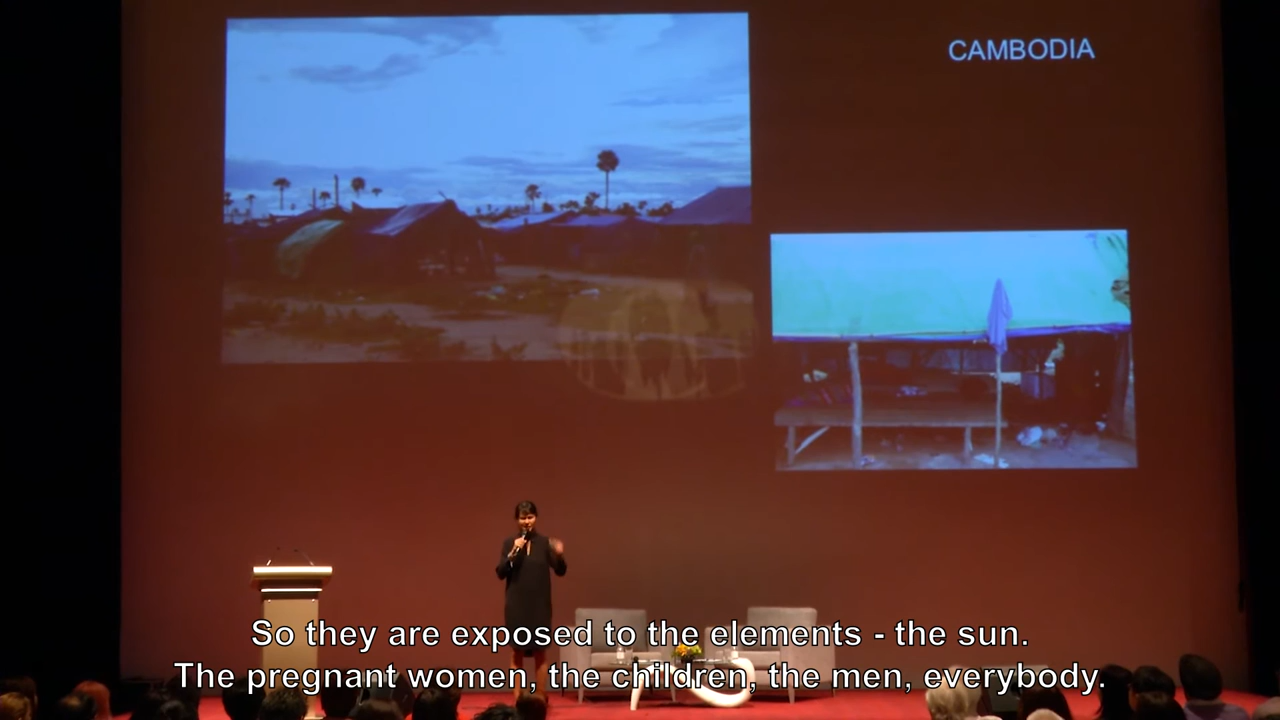 CAMBODIA
So they are exposed to the elements - the sun.
The pregnant women, the children, the men, everybody.